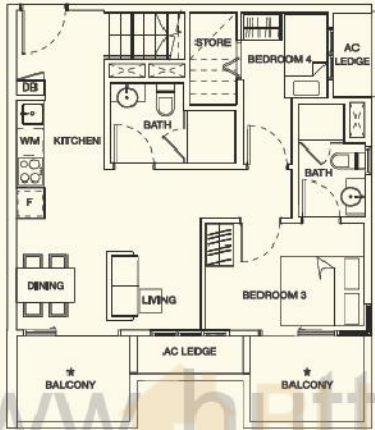 STORE
BEDROOM 4
AC
LEDGE
DB
WM
KITCHEN
BATH
BATH
F
DINING
LIVING
BEDROOM 3
AC LEDGE
* BALCONY
* BALCONY